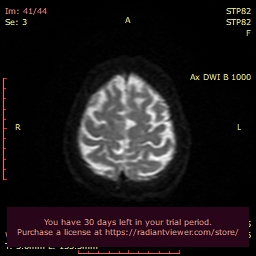 Im: 41/44
Se: 3
A
STP82
STP82
F
Ax DWI B 1000
R
L
You have 30 days left in your trial period.
Purchase a license at https://radiantviewer.com/store/